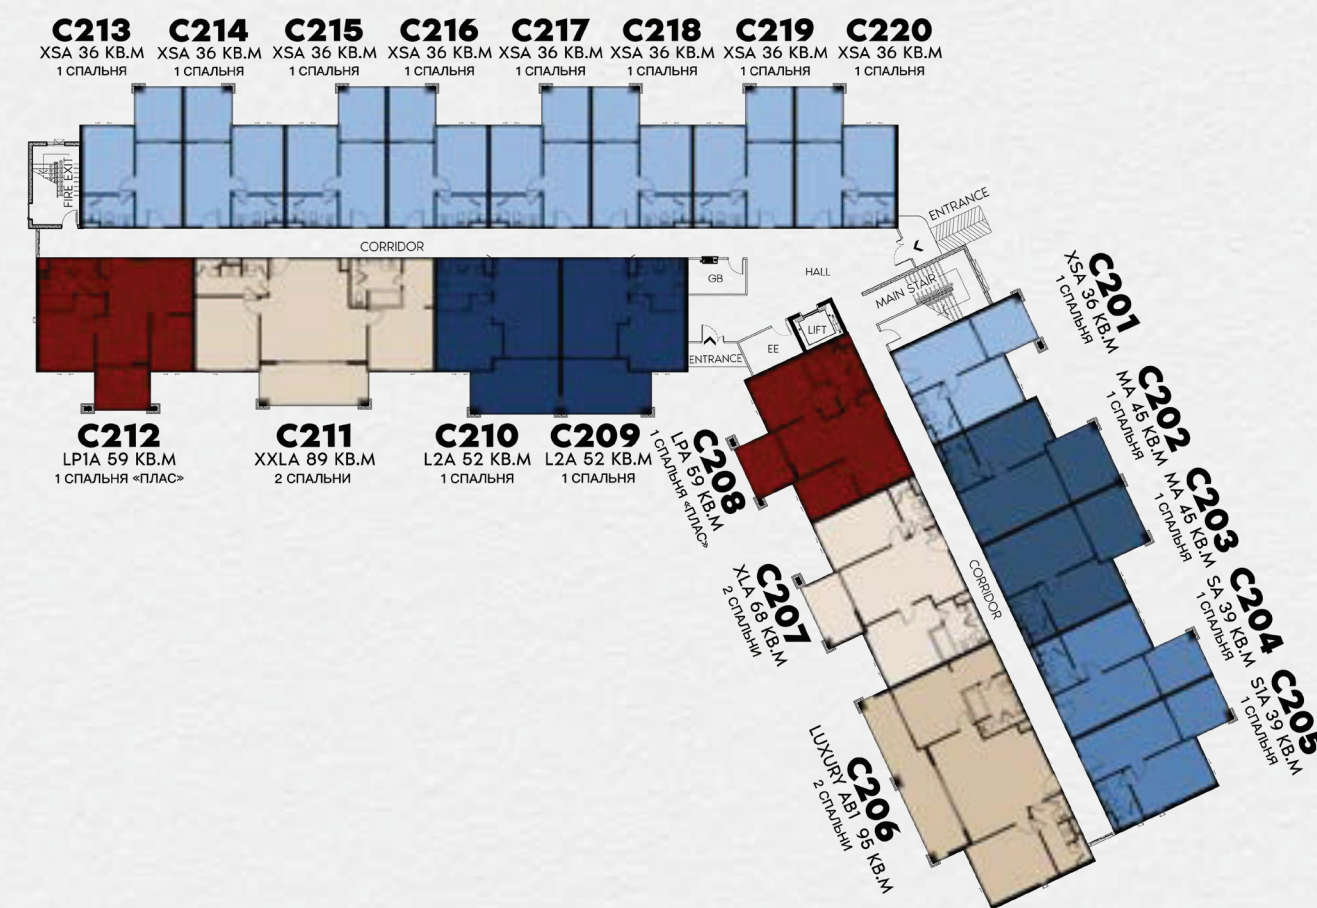 C213
XSA 36 КВ.М
1 СПАЛЬНЯ
C214
XSA 36 КВ.М
1 СПАЛЬНЯ
C215
XSA 36 КВ.М
1 СПАЛЬНЯ
C216
XSA 36 КВ.М
1 СПАЛЬНЯ
C217
XSA 36 КВ.М
1 СПАЛЬНЯ
C218
XSA 36 КВ.М
1 СПАЛЬНЯ
C219
XSA 36 КВ.М
1 СПАЛЬНЯ
C220
XSA 36 КВ.М
1 СПАЛЬНЯ
FIRE EXIT
CORRIDOR
ENTRANCE
HALL
GB
MAIN STAIR
LIFT
EE
ENTRANCE
C212
LP1A 59 КВ.М
1 СПАЛЬНЯ «ПЛАС»
C211
XXLA 89 КВ.М
2 СПАЛЬНИ
C210
L2A 52 КВ.М
1 СПАЛЬНЯ
C209
L2A 52 КВ.М
1 СПАЛЬНЯ
C208
LPA 59 КВ.М
1 СПАЛЬНЯ «ПЛАС»
C207
XLA 68 КВ.М
2 СПАЛЬНИ
C206
LUXURY AB1 95 КВ.М
2 СПАЛЬНИ
CORRIDOR
C201
XSA 36 КВ.М
1 СПАЛЬНЯ
C202
MA 45 КВ.М
1 СПАЛЬНЯ
C203
MA 45 КВ.М
1 СПАЛЬНЯ
C204
SA 39 КВ.М
1 СПАЛЬНЯ
C205
S1A 39 КВ.М
1 СПАЛЬНЯ